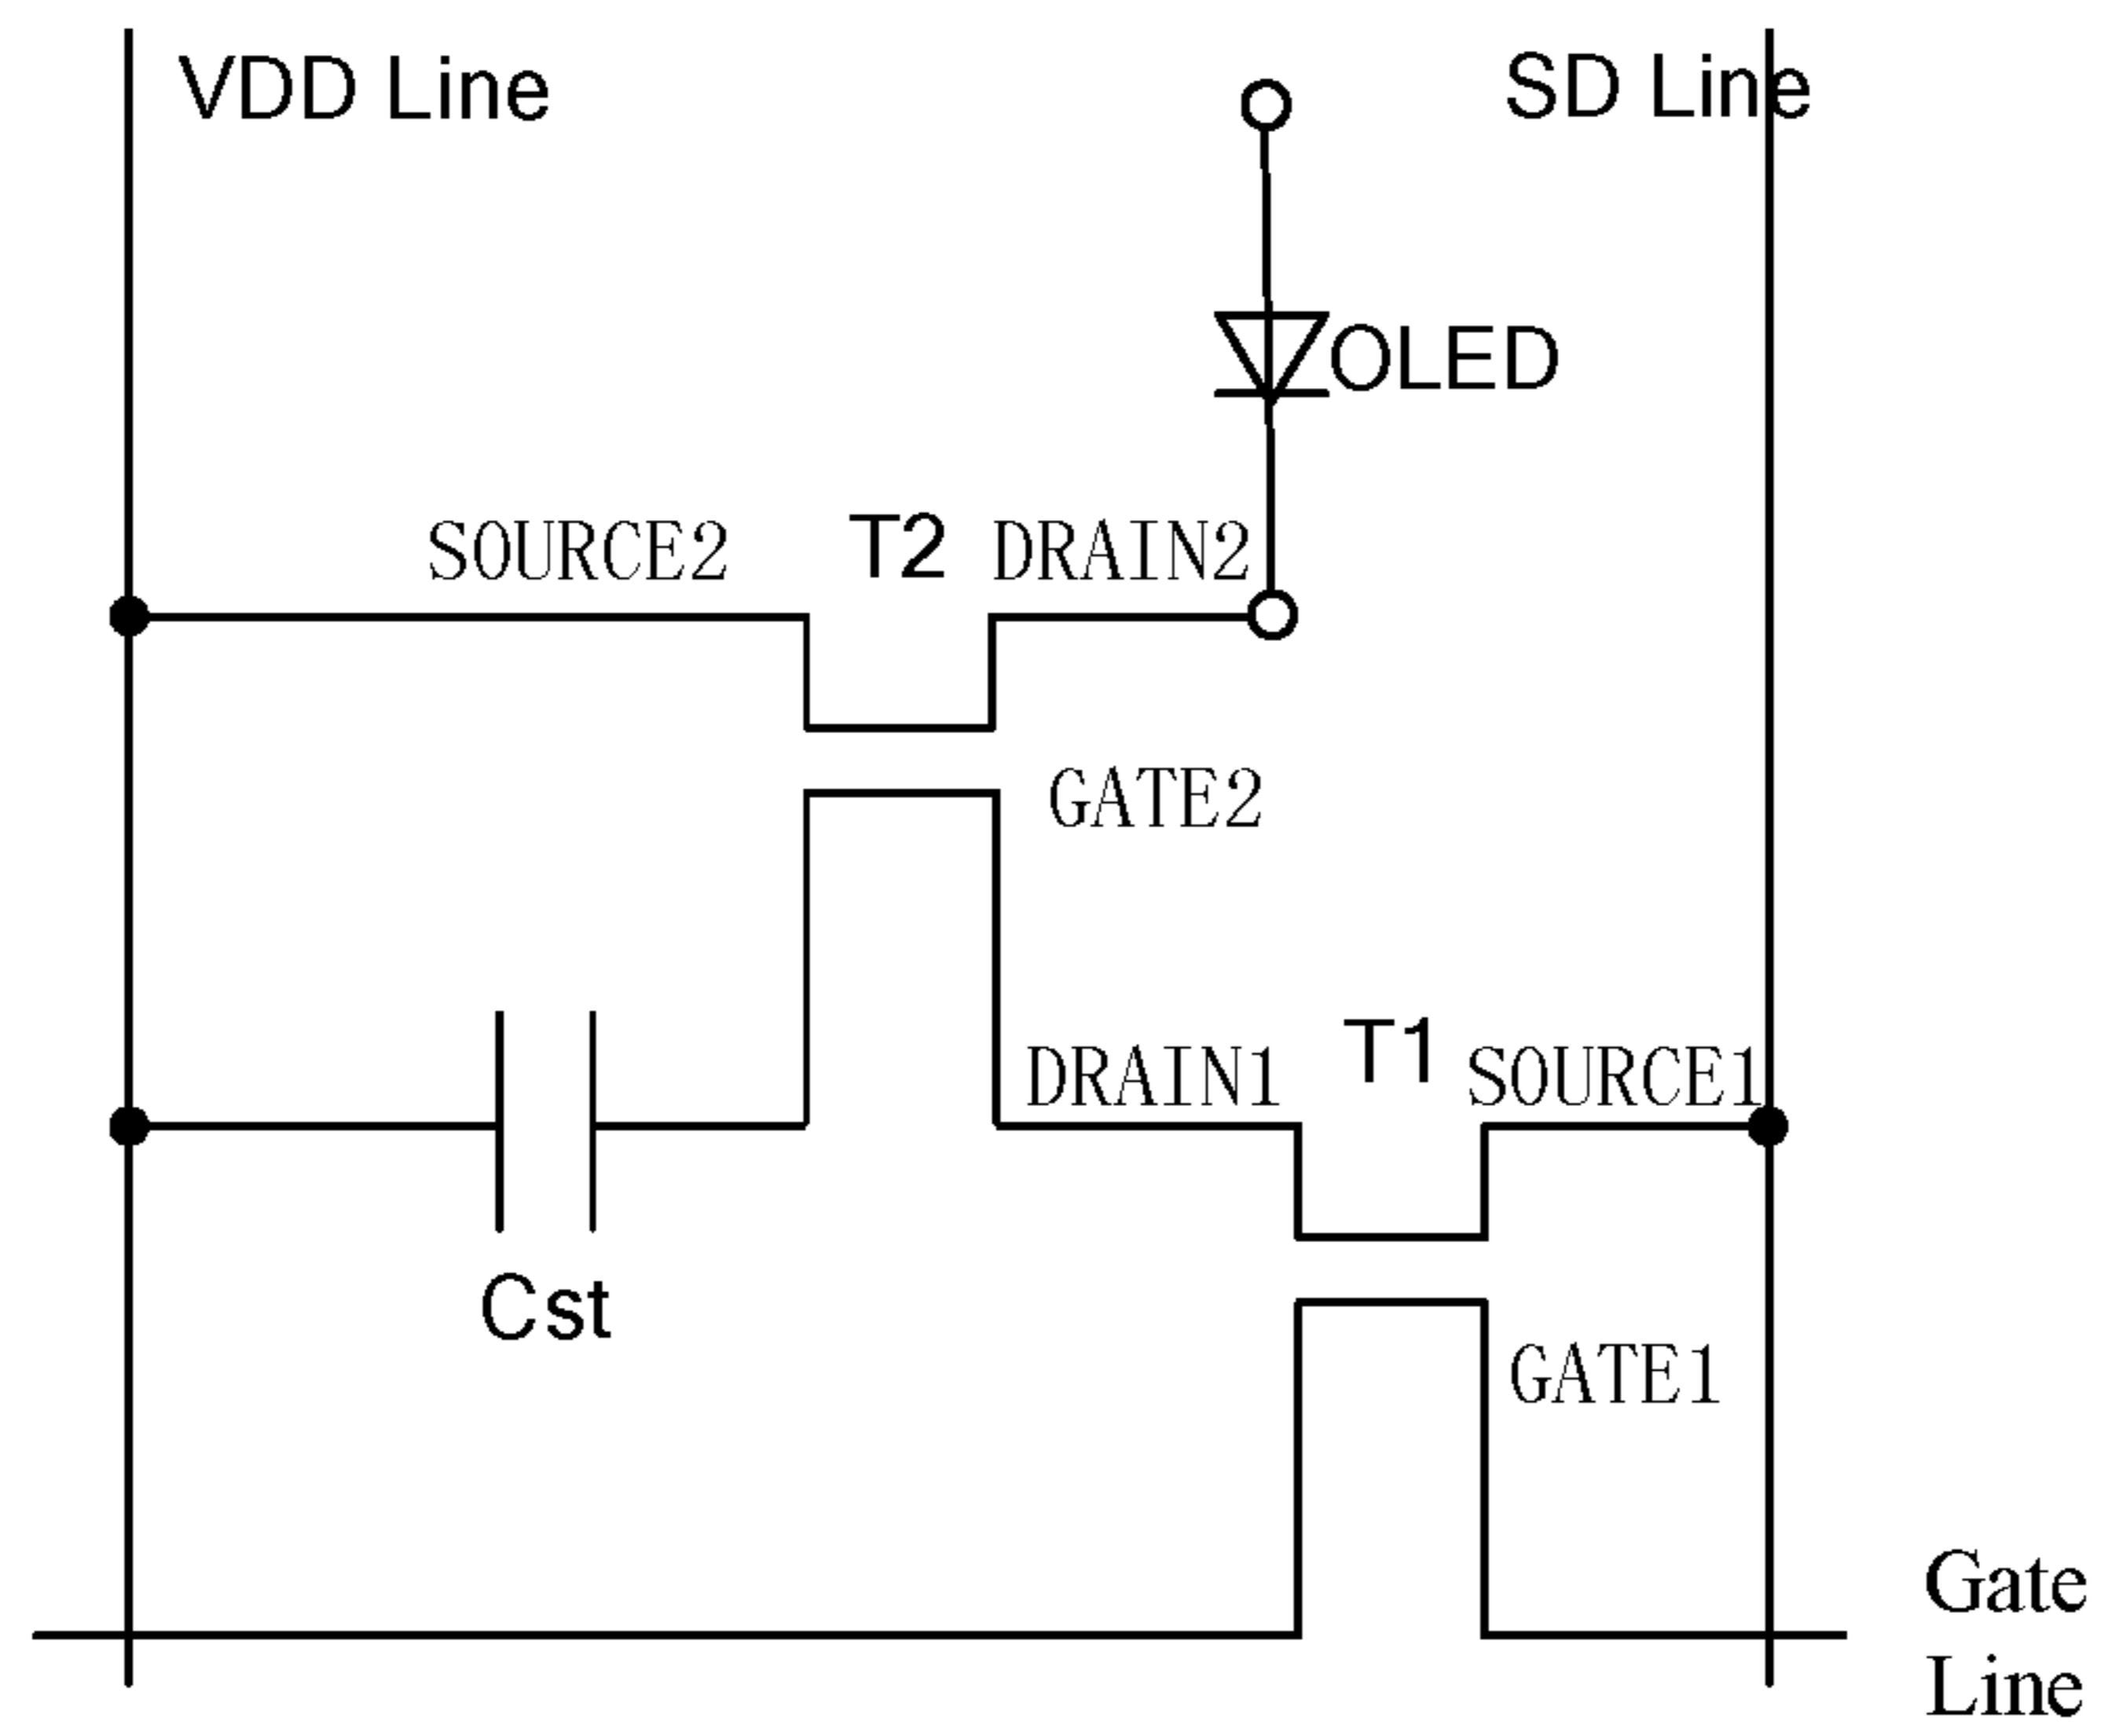 VDD Line
SD Line
OLED
SOURCE2
T2
DRAIN2
GATE2
DRAIN1
T1
SOURCE1
Cst
GATE1
Gate
Line